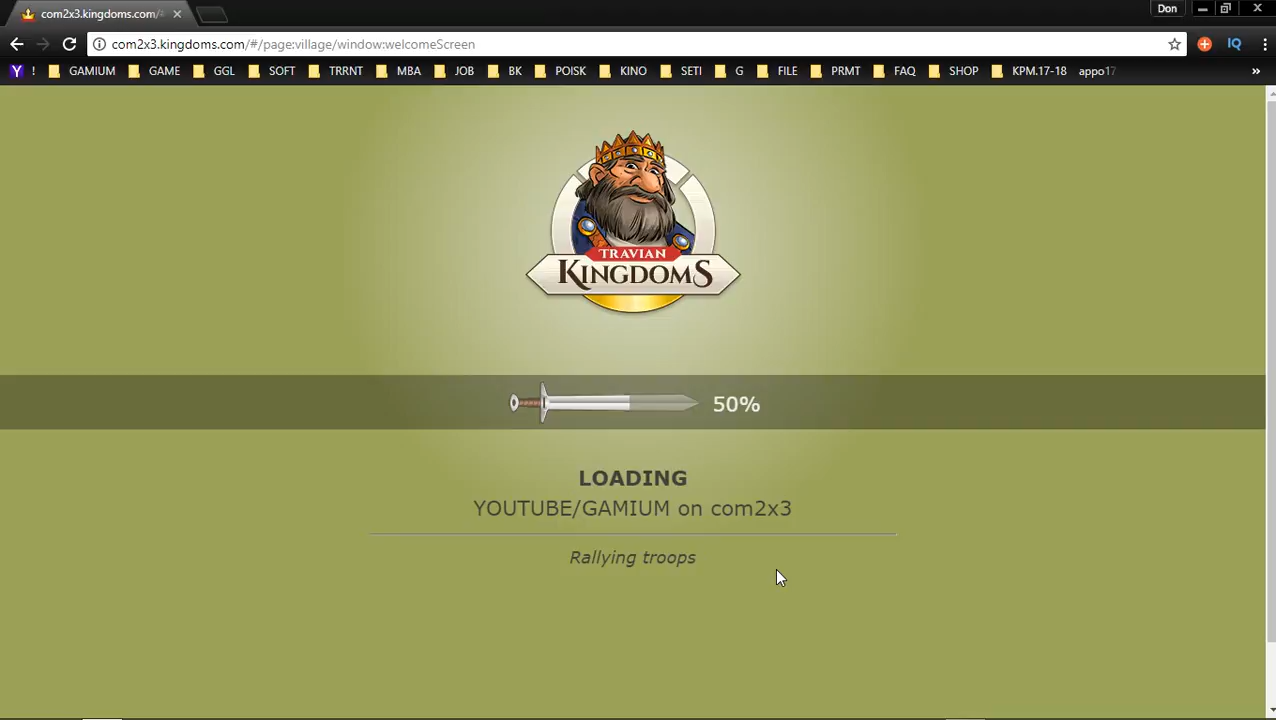 com2x3.kingdoms.com/#
Don
com2x3.kingdoms.com/#/page:village/window:welcomeScreen
IQ
Y ! GAMIUM GAME GGL SOFT TRRNT MBA JOB BK POISK KINO SETI G FILE PRMT FAQ SHOP KPM.17-18 appo17 »
TRAVIAN
KINGDOMS
50%
LOADING
YOUTUBE/GAMIUM on com2x3
Rallying troops